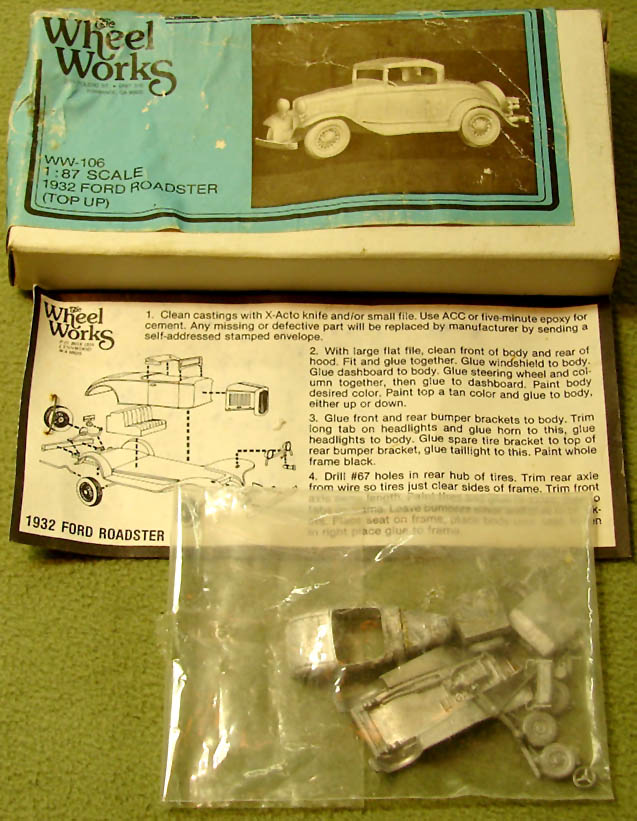 The
Wheel
Works
WW-106
1:87 SCALE
1932 FORD ROADSTER
(TOP UP)
The
Wheel
Works
1. Clean castings with X-Acto knife and/or small file. Use ACC or five-minute epoxy for
cement. Any missing or defective part will be replaced by manufacturer by sending a
self-addressed stamped envelope.
2. With large flat file, clean front of body and rear of
hood. Fit and glue together. Glue windshield to body.
Glue dashboard to body. Glue steering wheel and col-
umn together, then glue to dashboard. Paint body
desired color. Paint top a tan color and glue to body,
either up or down.
3. Glue front and rear bumper brackets to body. Trim
long tab on headlights and glue horn to this, glue
headlights to body. Glue spare tire bracket to top of
rear bumper bracket, glue taillight to this. Paint whole
frame black.
4. Drill #67 holes in rear hub of tires. Trim rear axle
from wire so tires just clear sides of frame. Trim front
in right place glue to frame.
1932 FORD ROADSTER